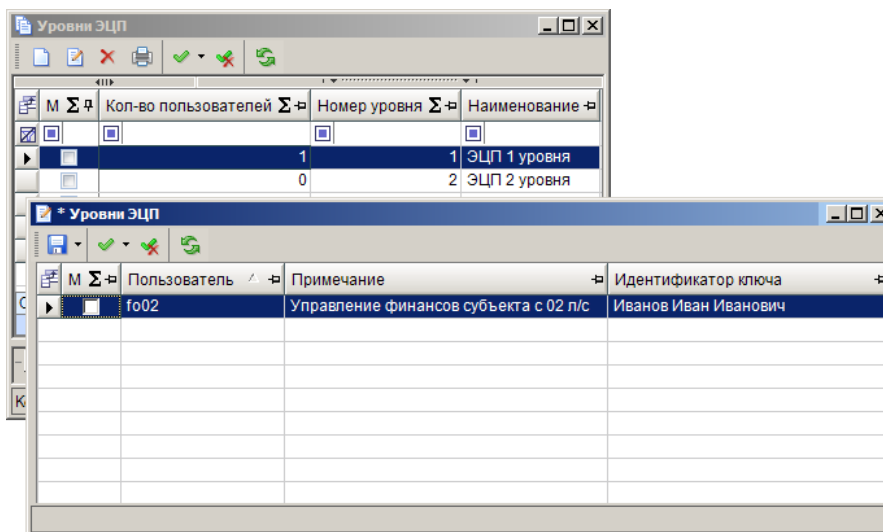 Уровни ЭЦП
М Σ Кол-во пользователей Σ Номер уровня Σ Наименование
1 1 ЭЦП 1 уровня
0 2 ЭЦП 2 уровня
* Уровни ЭЦП
М Σ Пользователь Примечание Идентификатор ключа
fo02 Управление финансов субъекта с 02 л/с Иванов Иван Иванович